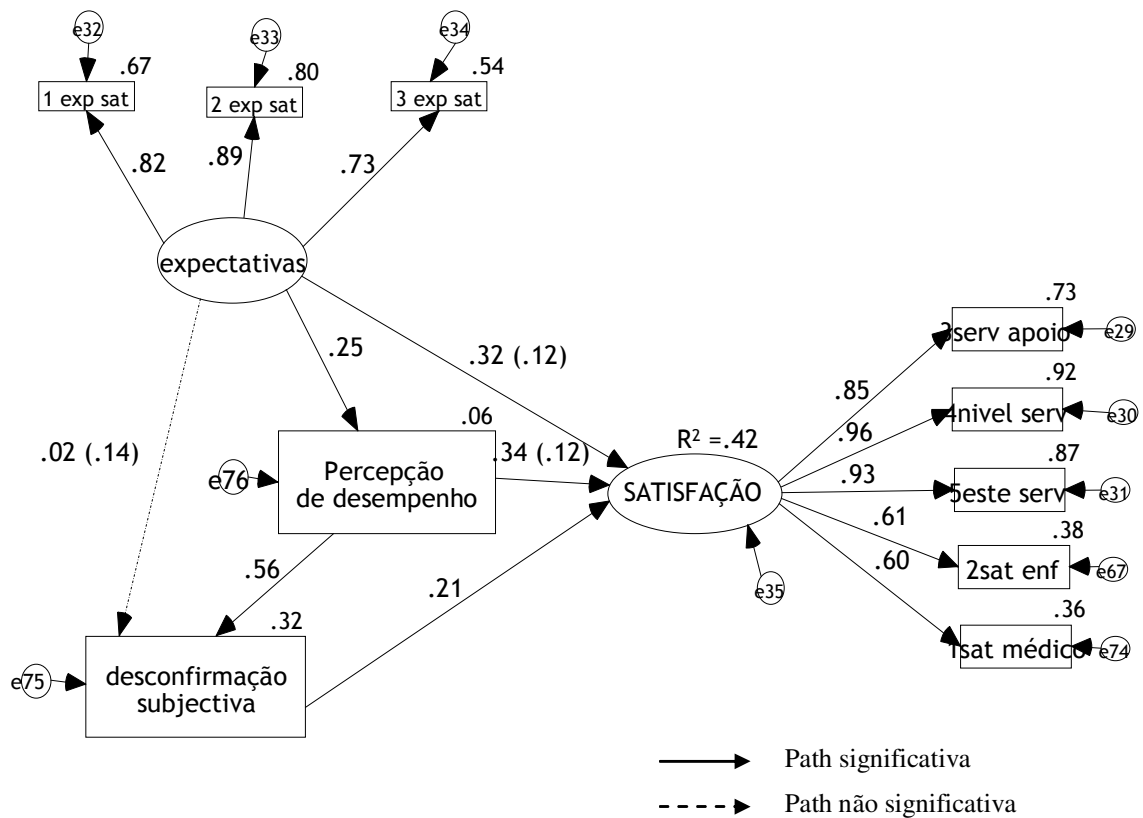 e32
e33
e34
.67
.80
.54
1 exp sat
2 exp sat
3 exp sat
.82
.89
.73
expectativas
.25
.32 (.12)
.02 (.14)
.06
.34 (.12)
e76
Percepção
de desempenho
R² =.42
SATISFAÇÃO
e35
.56
.21
.32
e75
desconfirmação
subjectiva
.85
.96
.93
.61
.60
.73
3serv apoio
e29
.92
4nivel serv
e30
.87
5este serv
e31
.38
2sat enf
e67
.36
1sat médico
e74
Path significativa
Path não significativa